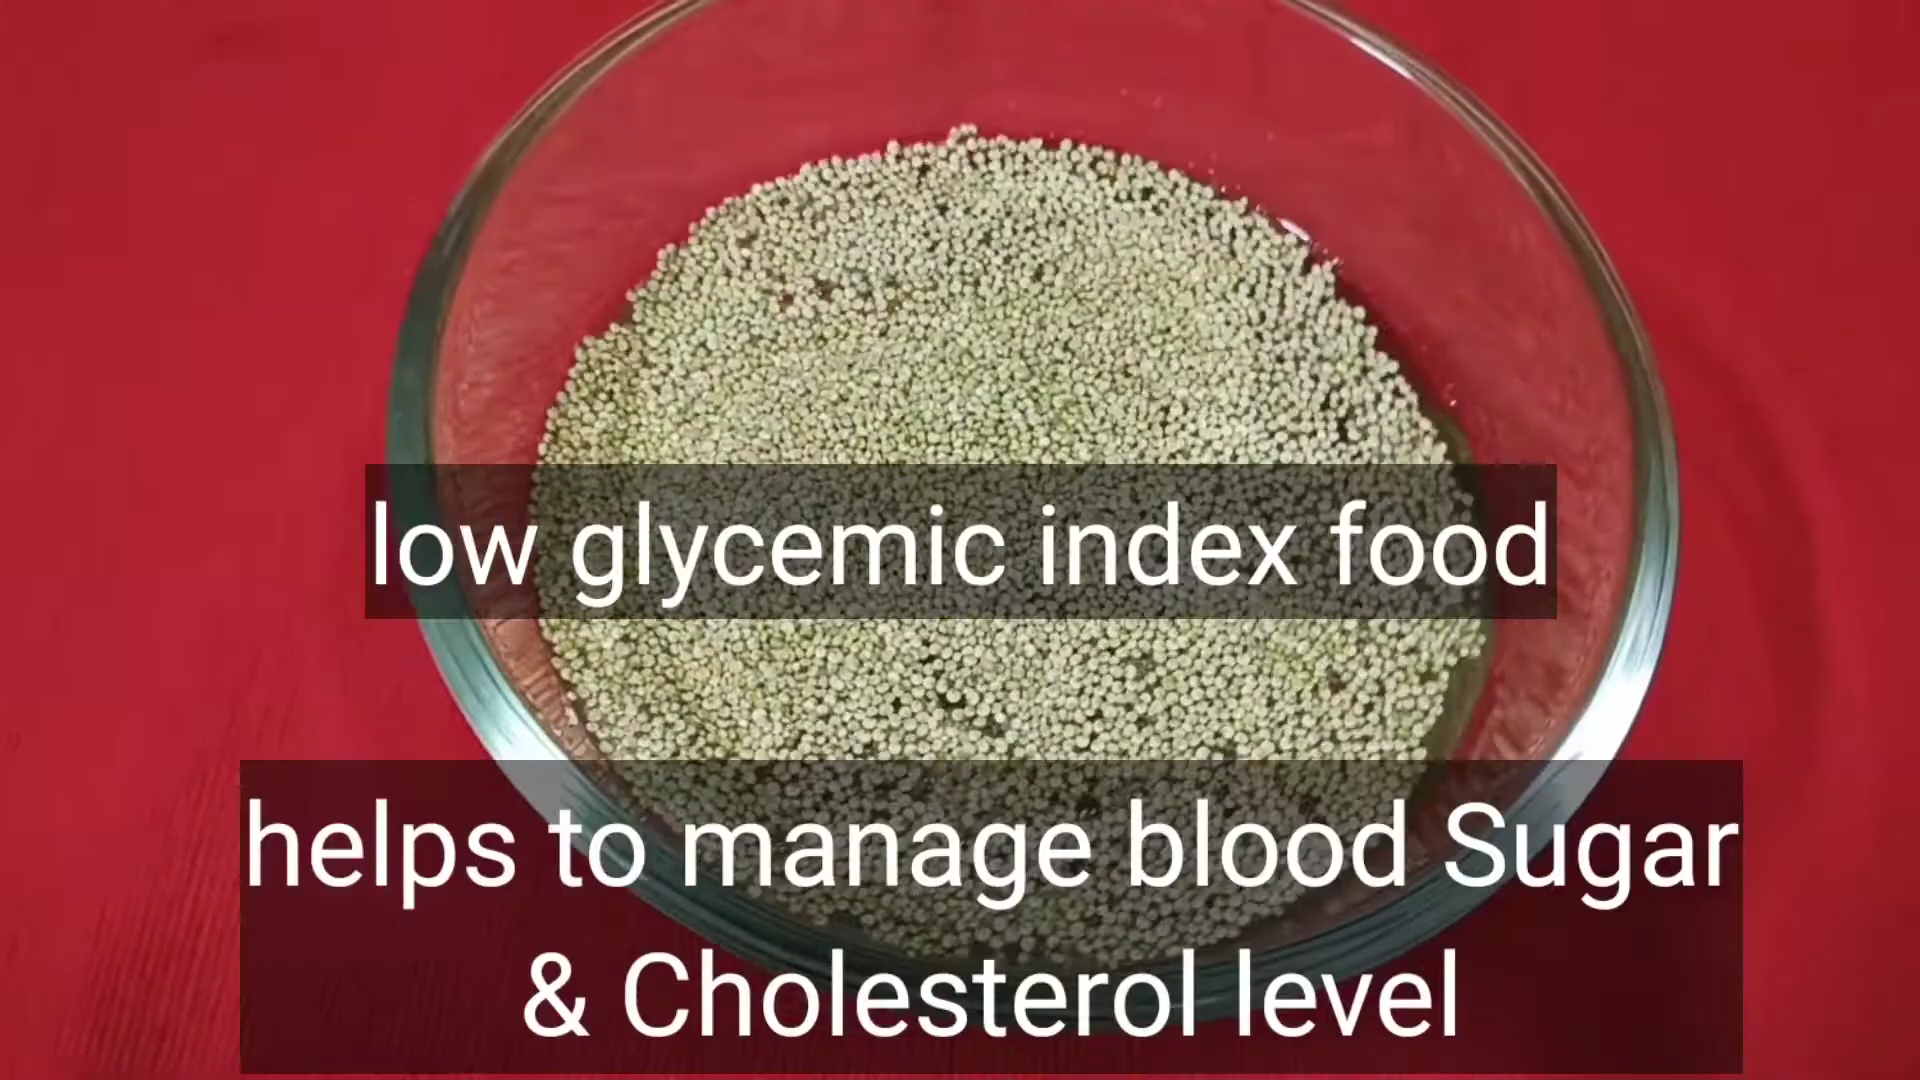 low glycemic index food
helps to manage blood Sugar
& Cholesterol level